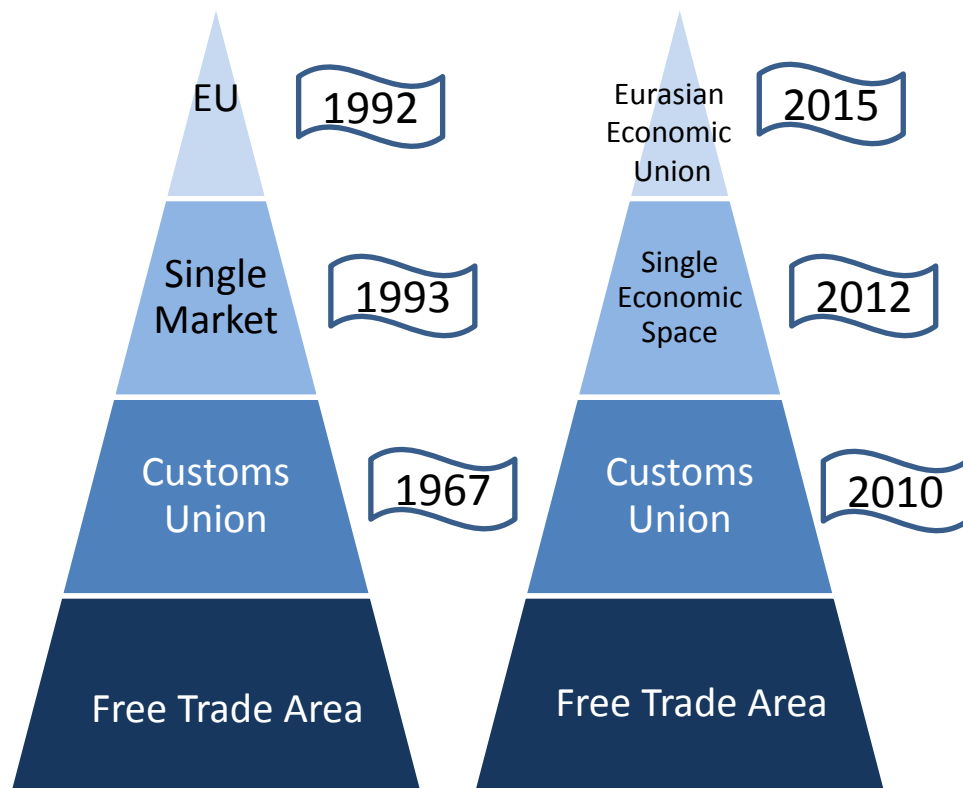 EU
1992
Single
Market
1993
Customs
Union
1967
Free Trade Area
Eurasian
Economic
Union
2015
Single
Economic
Space
2012
Customs
Union
2010
Free Trade Area